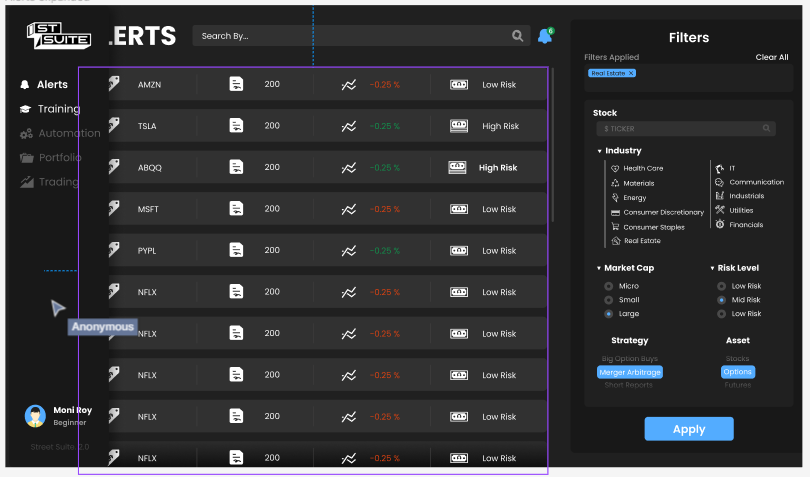 Alerts expanded
ST
SUITE
LERTS
Search By...
6
Alerts
Training
Automation
Portfolio
Trading
AMZN 200 -0.25 % Low Risk
TSLA 200 -0.25 % High Risk
ABQQ 200 -0.25 % High Risk
MSFT 200 -0.25 % Low Risk
PYPL 200 -0.25 % Low Risk
NFLX 200 -0.25 % Low Risk
NFLX 200 -0.25 % Low Risk
NFLX 200 -0.25 % Low Risk
NFLX 200 -0.25 % Low Risk
NFLX 200 -0.25 % Low Risk
Anonymous
Moni Roy
Beginner
Street Suite 2.0
Filters
Filters Applied Clear All
Real Estate X
Stock
$ TICKER
Industry
Health Care
Materials
Energy
Consumer Discretionary
Consumer Staples
Real Estate
IT
Communication
Industrials
Utilities
Financials
Market Cap
Micro
Small
Large
Risk Level
Low Risk
Mid Risk
Low Risk
Strategy
Big Option Buys
Merger Arbitrage
Short Reports
Asset
Stocks
Options
Futures
Apply